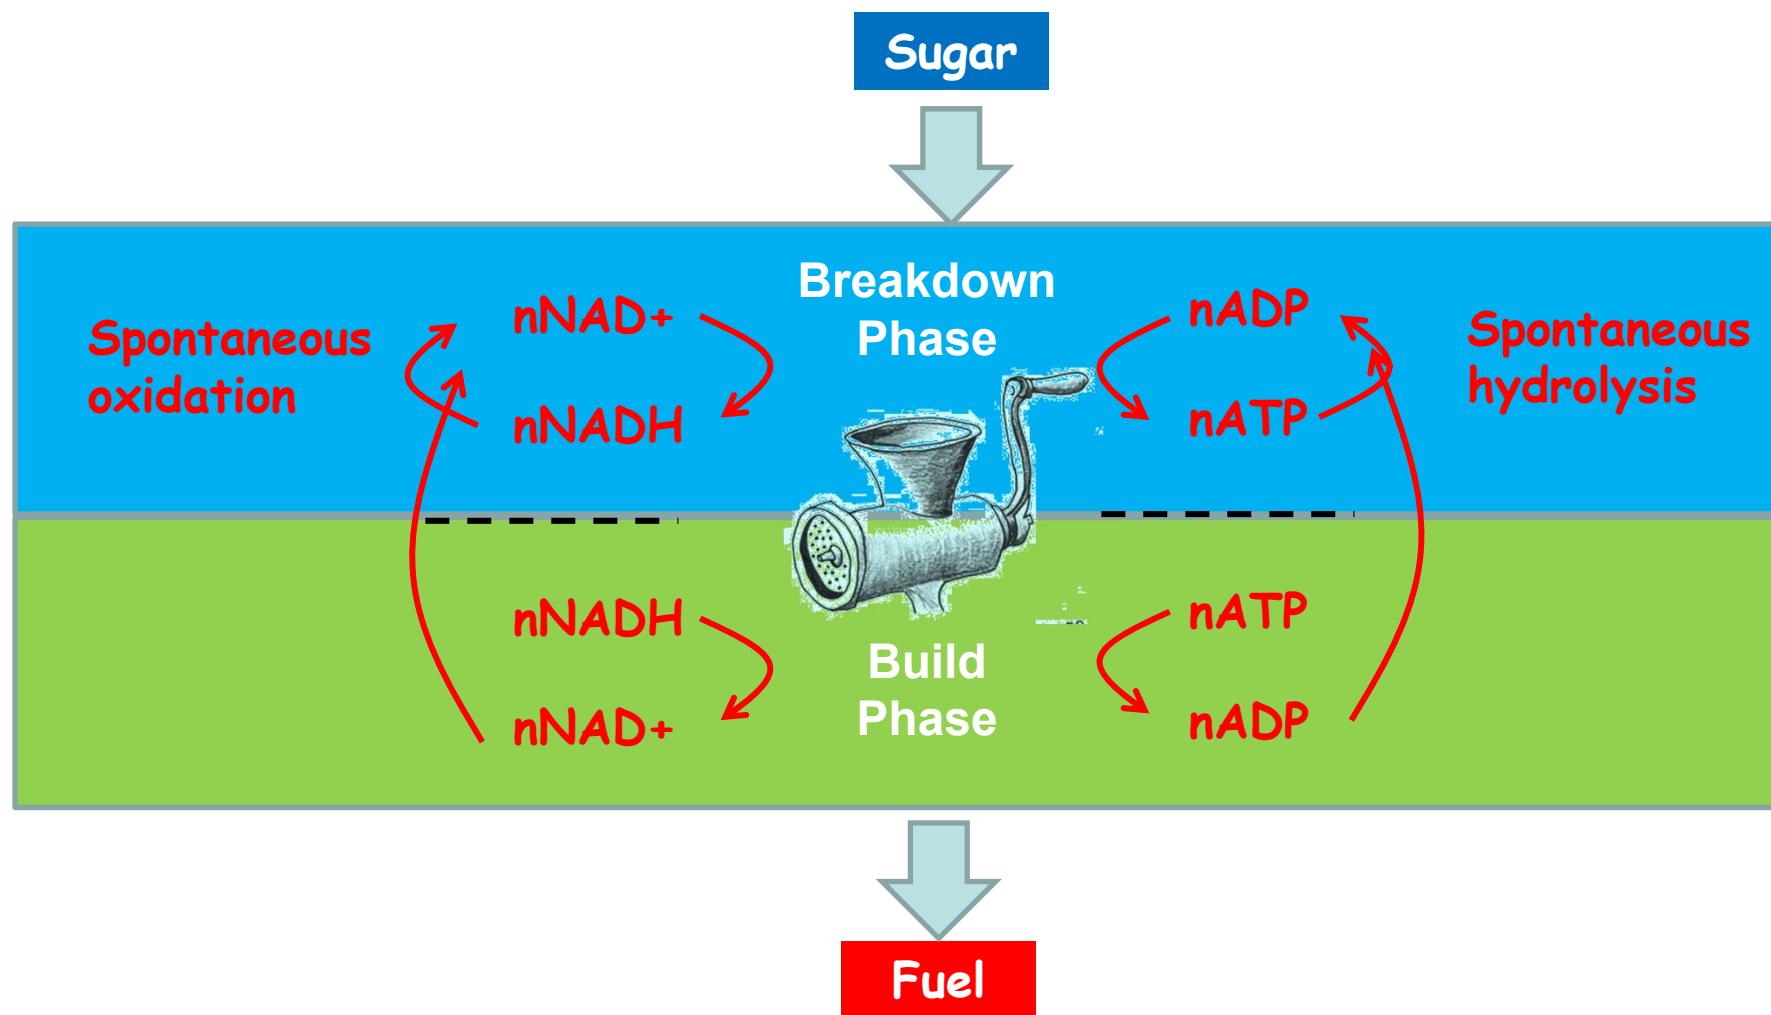 Sugar
Breakdown
Phase
Spontaneous
oxidation
nNAD+
nNADH
nADP
nATP
Spontaneous
hydrolysis
nNADH
nNAD+
Build
Phase
nATP
nADP
Fuel